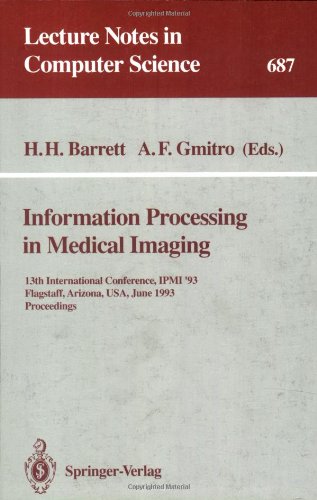 Lecture Notes in
Computer Science 687
H. H. Barrett A. F. Gmitro (Eds.)
Information Processing
in Medical Imaging
13th International Conference, IPMI '93
Flagstaff, Arizona, USA, June 1993
Proceedings
Springer-Verlag